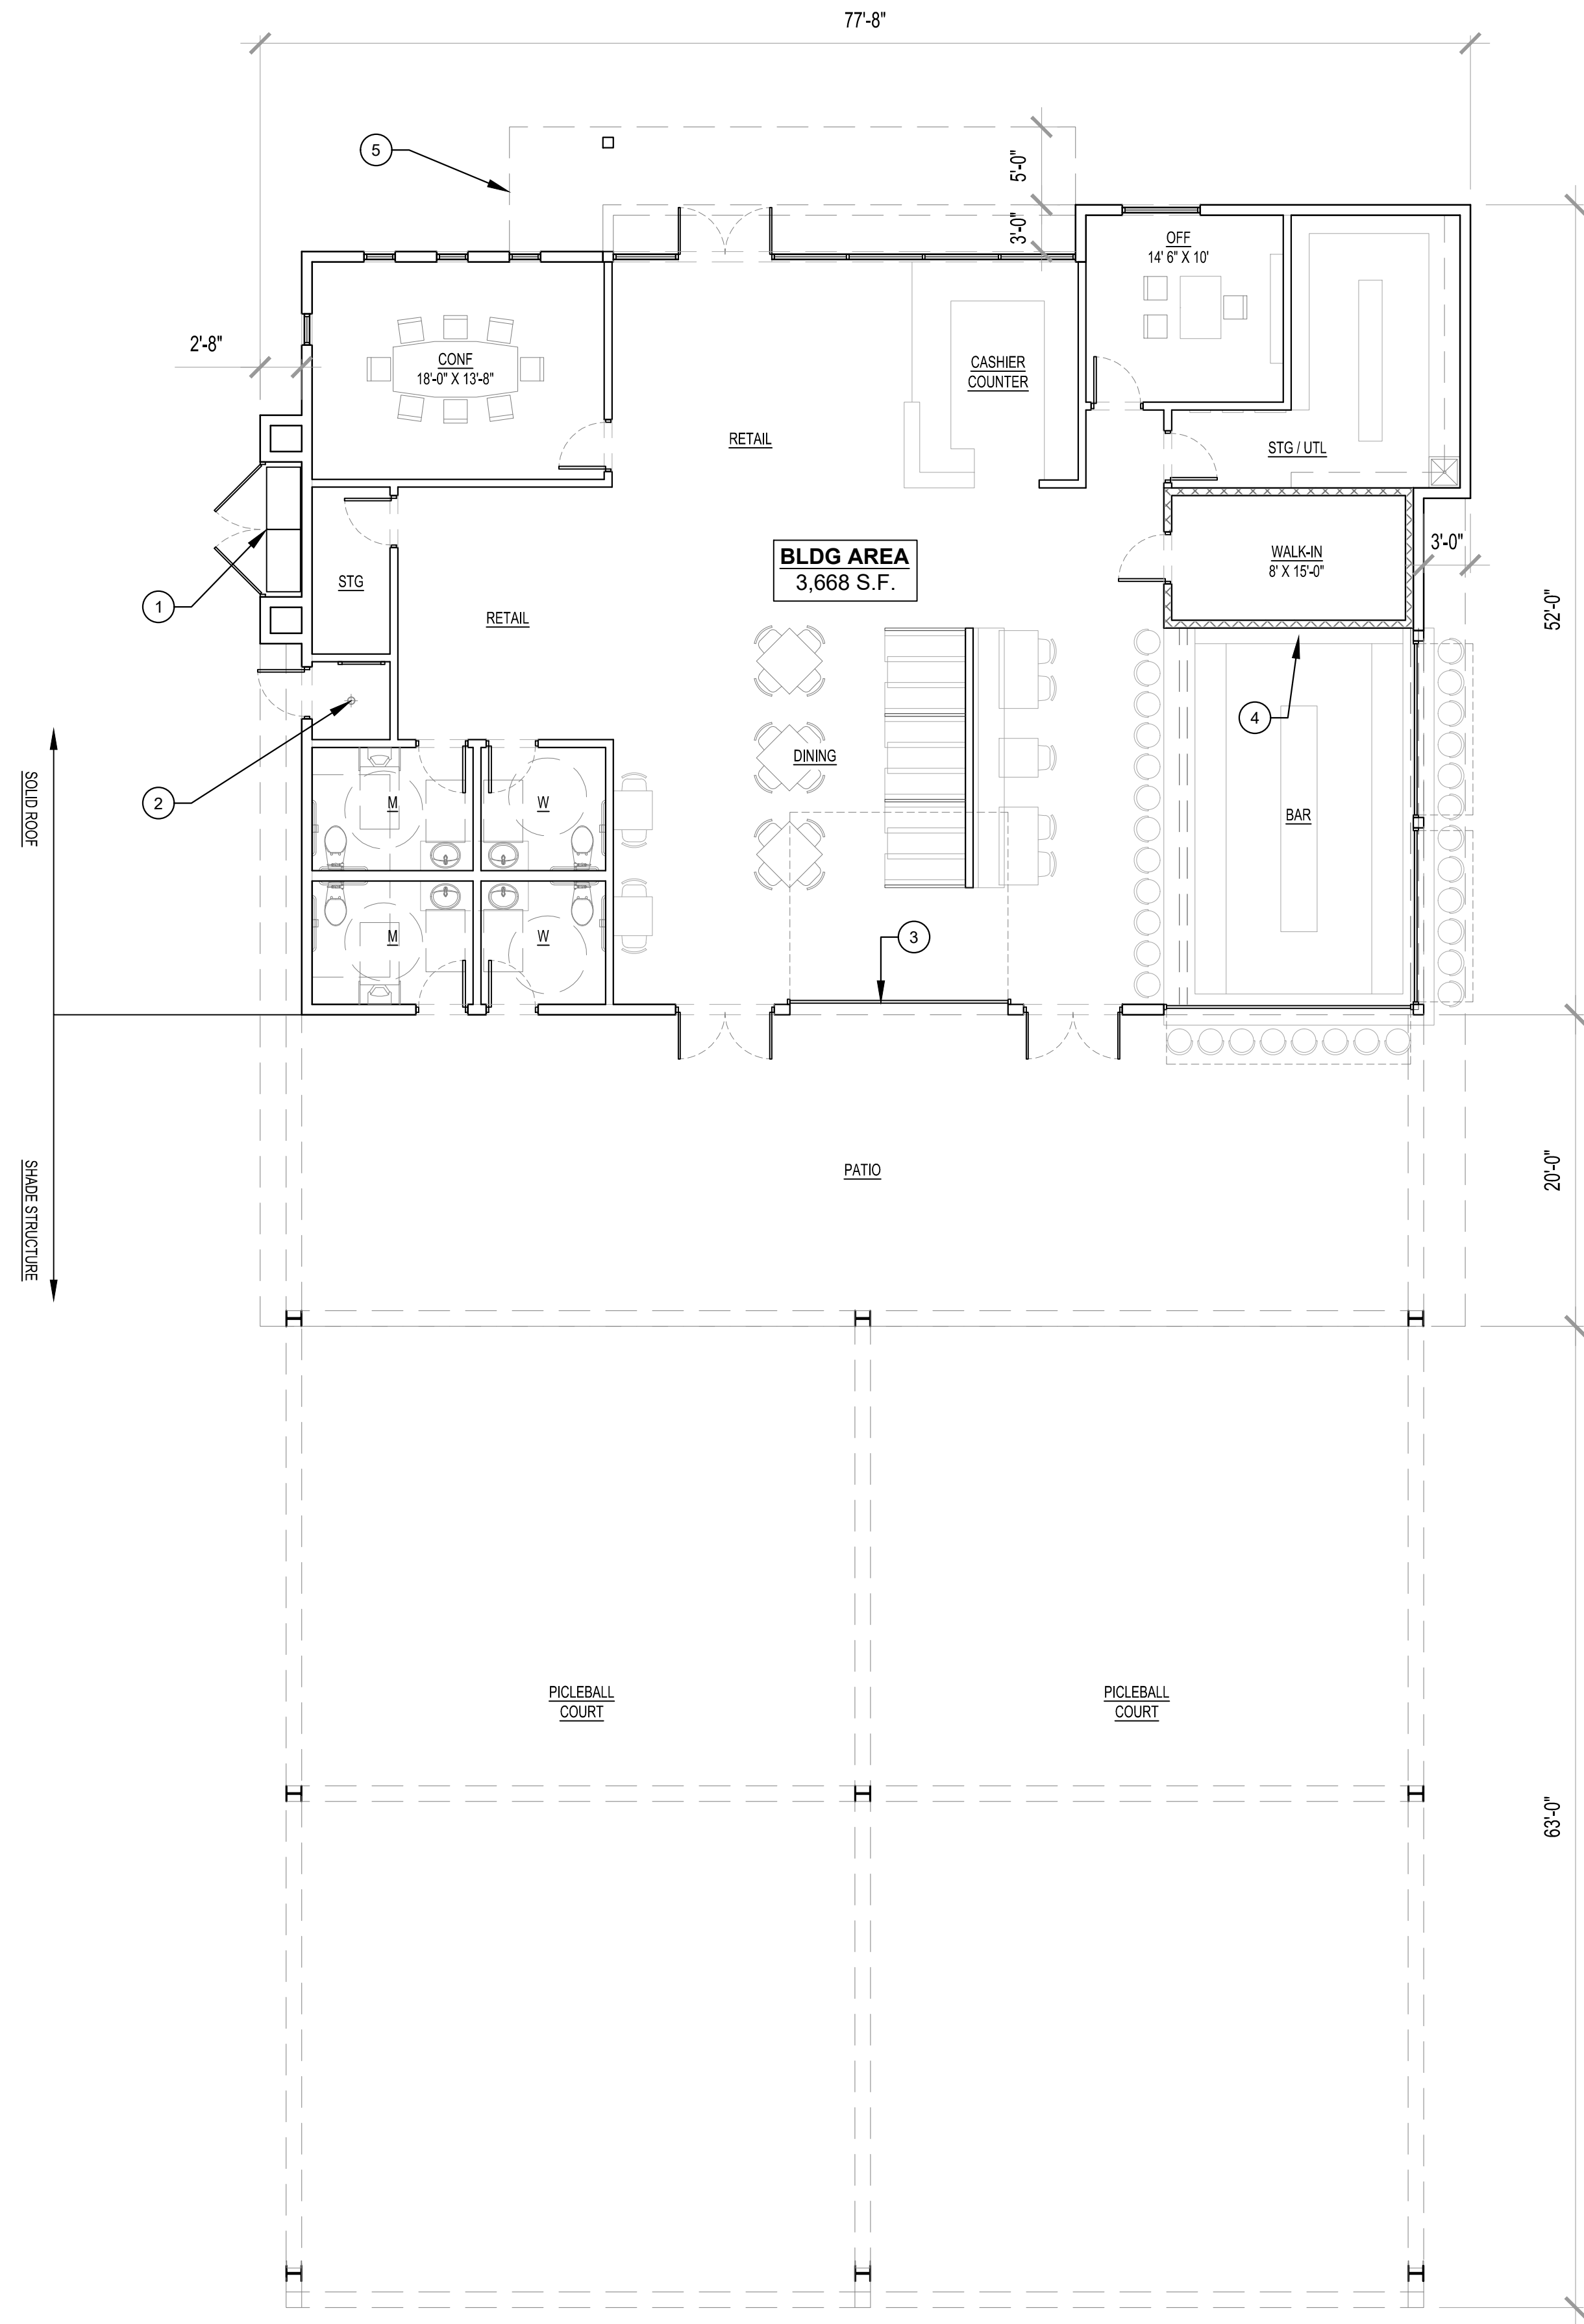 77'-8"
5
5'-0"
3'-0"
OFF
14' 6" X 10'
2'-8"
CONF
18'-0" X 13'-8"
CASHIER
COUNTER
RETAIL
STG / UTL
BLDG AREA
3,668 S.F.
WALK-IN
8' X 15'-0"
3'-0"
STG
1
RETAIL
52'-0"
4
2
DINING
SOLID ROOF
M
W
BAR
M
W
3
PATIO
20'-0"
SHADE STRUCTURE
PICLEBALL
COURT
PICLEBALL
COURT
63'-0"